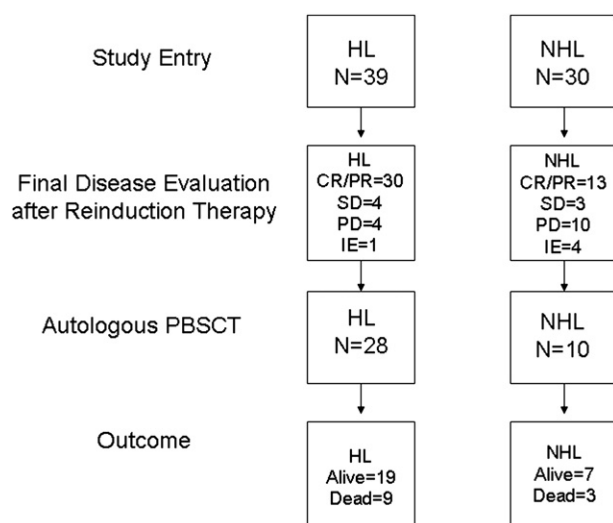 Study Entry
HL
N=39
NHL
N=30
Final Disease Evaluation
after Reinduction Therapy
HL
CR/PR=30
SD=4
PD=4
IE=1
NHL
CR/PR=13
SD=3
PD=10
IE=4
Autologous PBSCT
HL
N=28
NHL
N=10
Outcome
HL
Alive=19
Dead=9
NHL
Alive=7
Dead=3